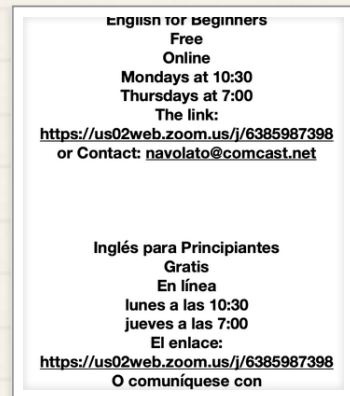 English for Beginners
Free
Online
Mondays at 10:30
Thursdays at 7:00
The link:
https://us02web.zoom.us/j/6385987398
or Contact: navolato@comcast.net
Inglés para Principiantes
Gratis
En línea
lunes a las 10:30
jueves a las 7:00
El enlace:
https://us02web.zoom.us/j/6385987398
O comuníquese con